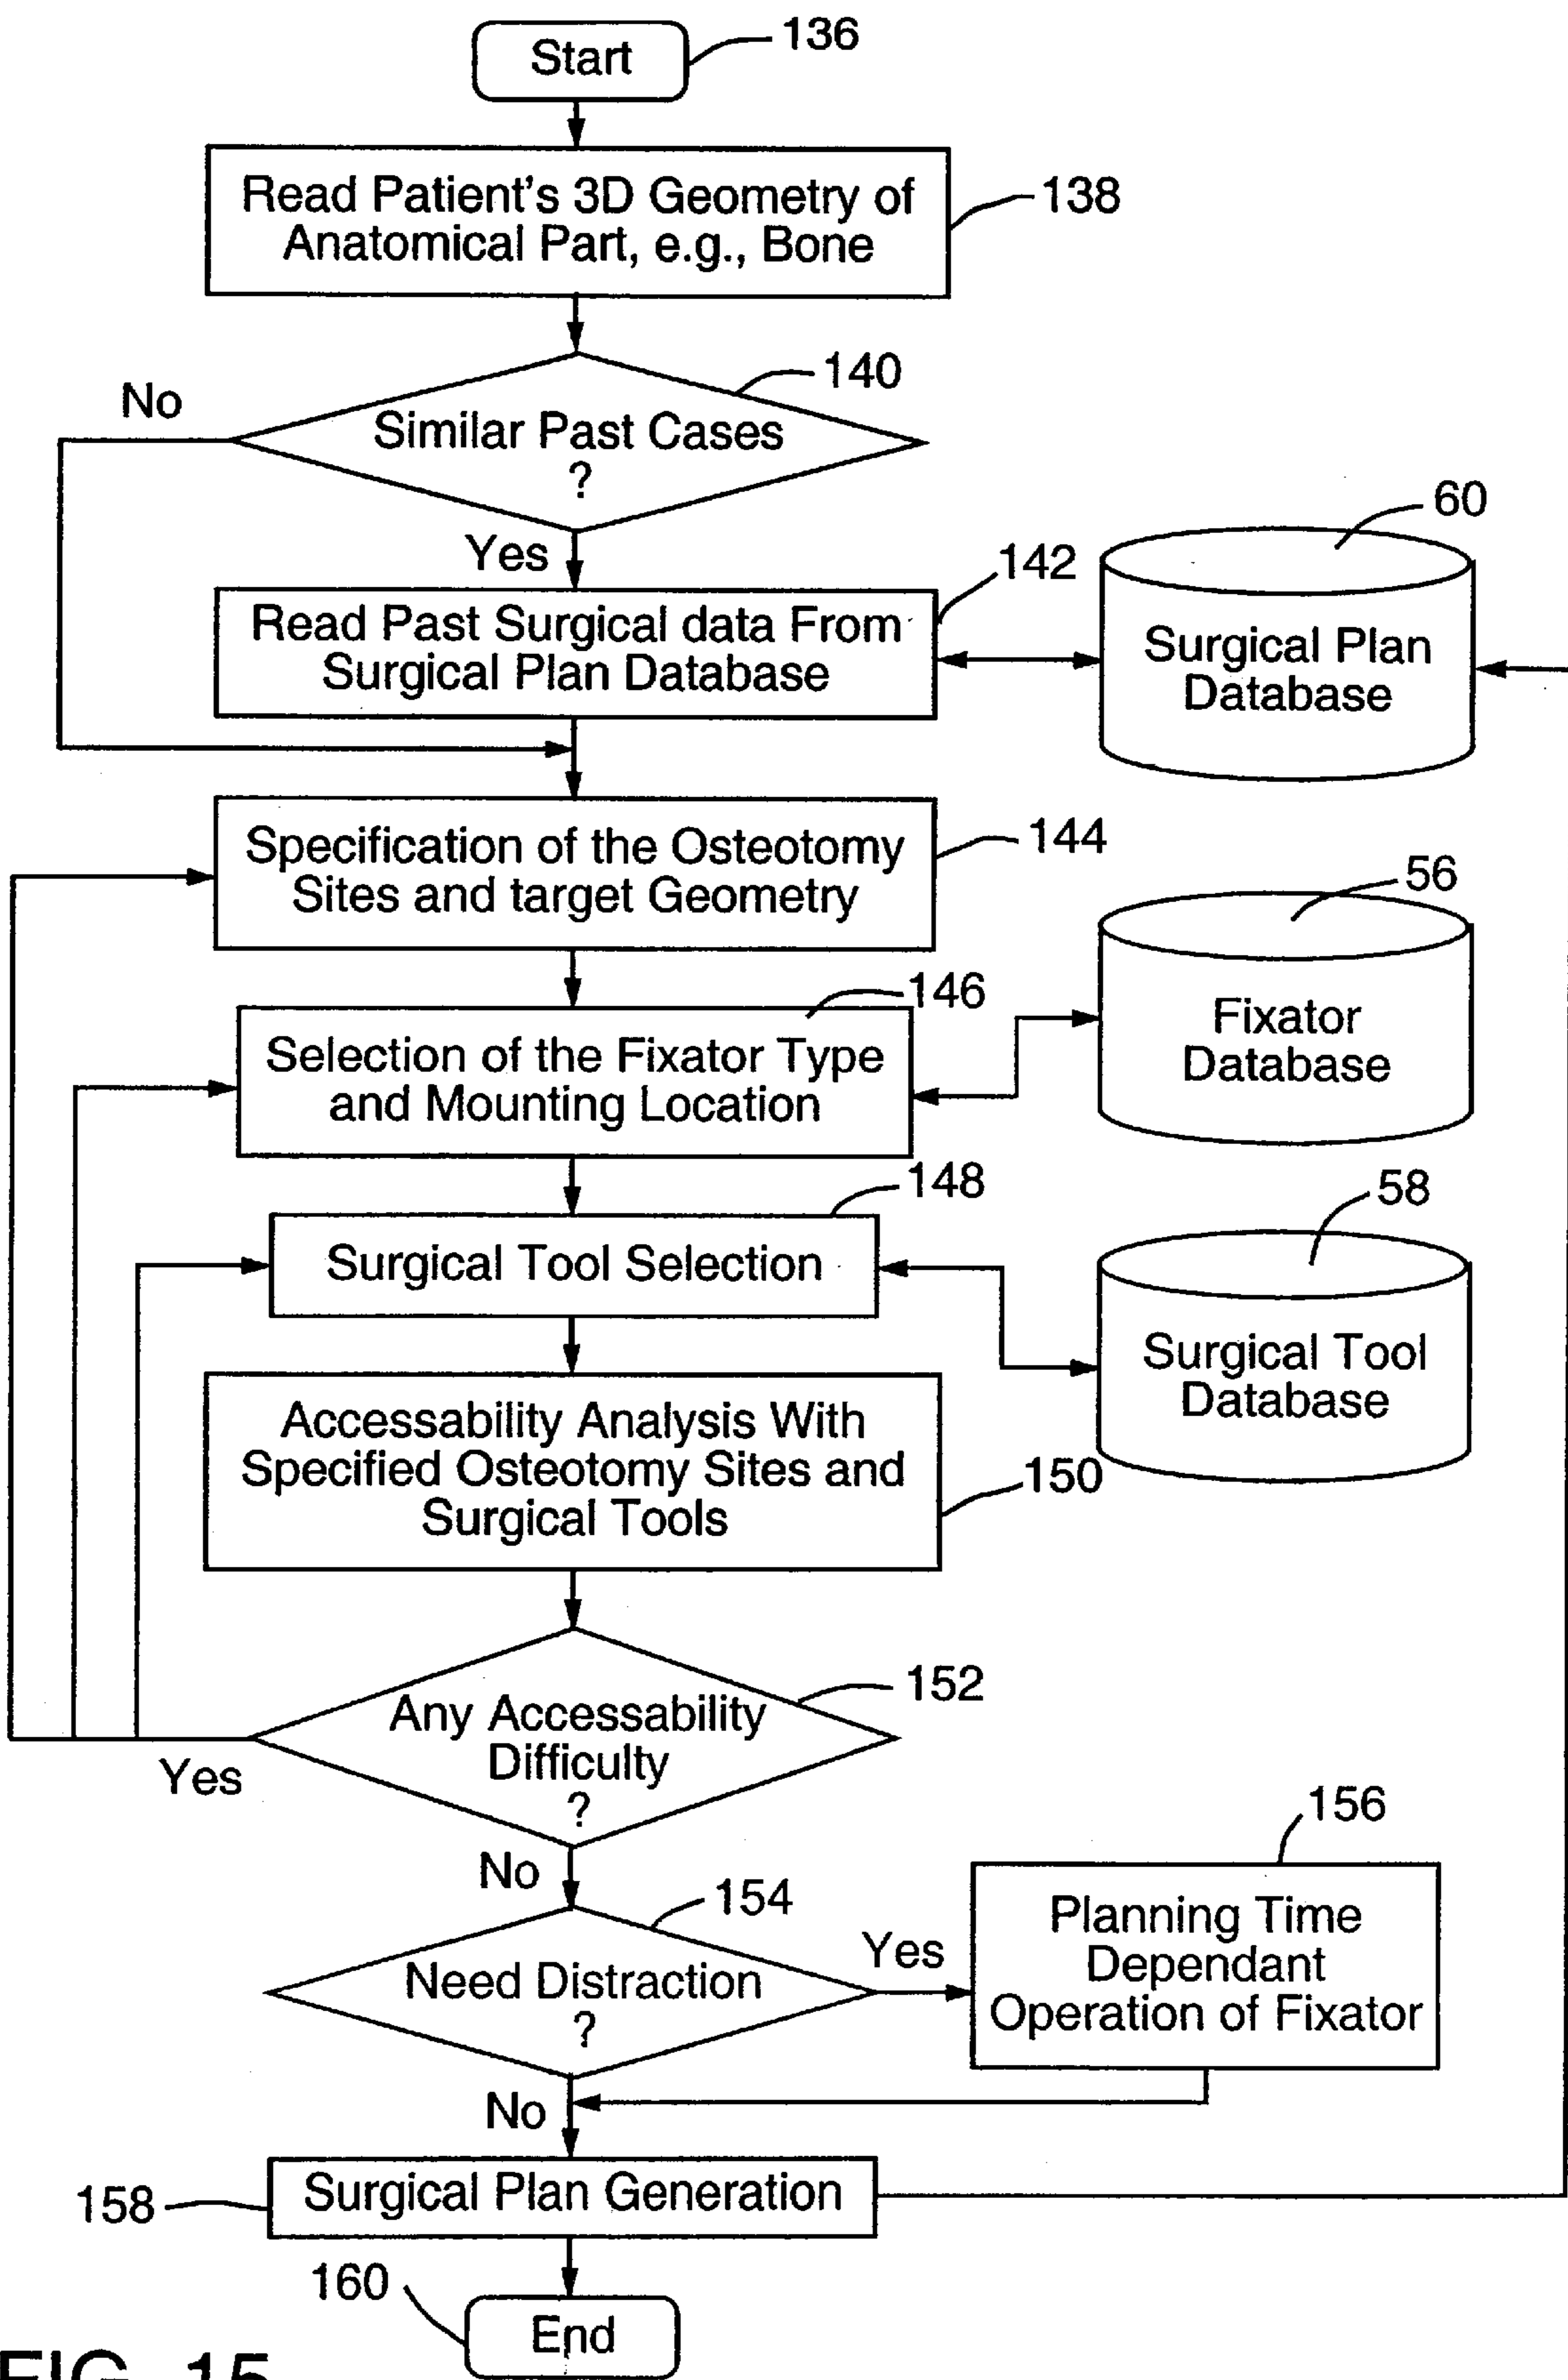 Start
136
Read Patient's 3D Geometry of
Anatomical Part, e.g., Bone
138
140
No
Similar Past Cases
?
Yes
60
142
Read Past Surgical data From
Surgical Plan Database
Surgical Plan
Database
Specification of the Osteotomy
Sites and target Geometry
144
56
146
Selection of the Fixator Type
and Mounting Location
Fixator
Database
148
58
Surgical Tool Selection
Surgical Tool
Database
Accessability Analysis With
Specified Osteotomy Sites and
Surgical Tools
150
152
Any Accessability
Difficulty
?
Yes
No
154
156
Need Distraction
?
Yes
Planning Time
Dependant
Operation of Fixator
No
158
Surgical Plan Generation
160
End
FIG. 15